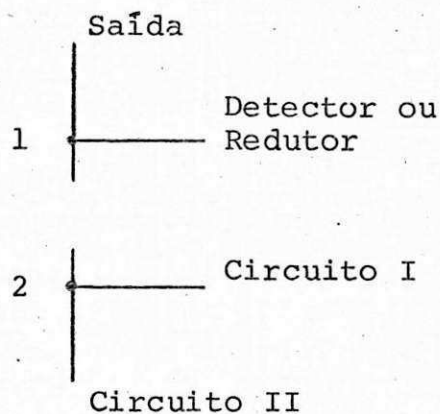 Saída
Detector ou
1 Redutor
2 Circuito I
Circuito II